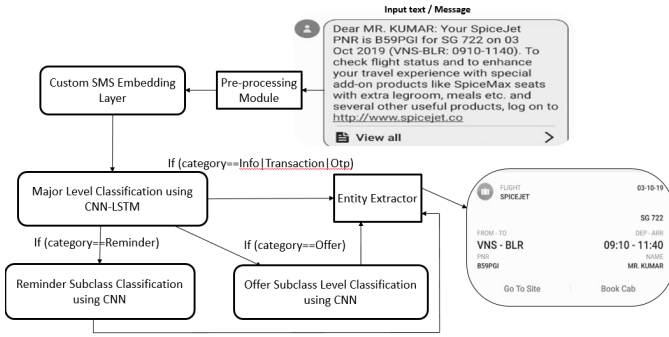 Input text / Message
Dear MR. KUMAR: Your SpiceJet
PNR is B59PGI for SG 722 on 03
Oct 2019 (VNS-BLR: 0910-1140). To
check flight status and to enhance
your travel experience with special
add-on products like SpiceMax seats
with extra legroom, meals etc. and
several other useful products, log on to
http://www.spicejet.co
View all
Pre-processing
Module
Custom SMS Embedding
Layer
If (category==Info|Transaction|Otp)
Major Level Classification using
CNN-LSTM
Entity Extractor
If (category==Reminder)
If (category==Offer)
Reminder Subclass Classification
using CNN
Offer Subclass Level Classification
using CNN
FLIGHT
SPICEJET
03-10-19
SG 722
FROM - TO
DEP - ARR
VNS - BLR
09:10 - 11:40
PNR
NAME
B59PGI
MR. KUMAR
Go To Site
Book Cab